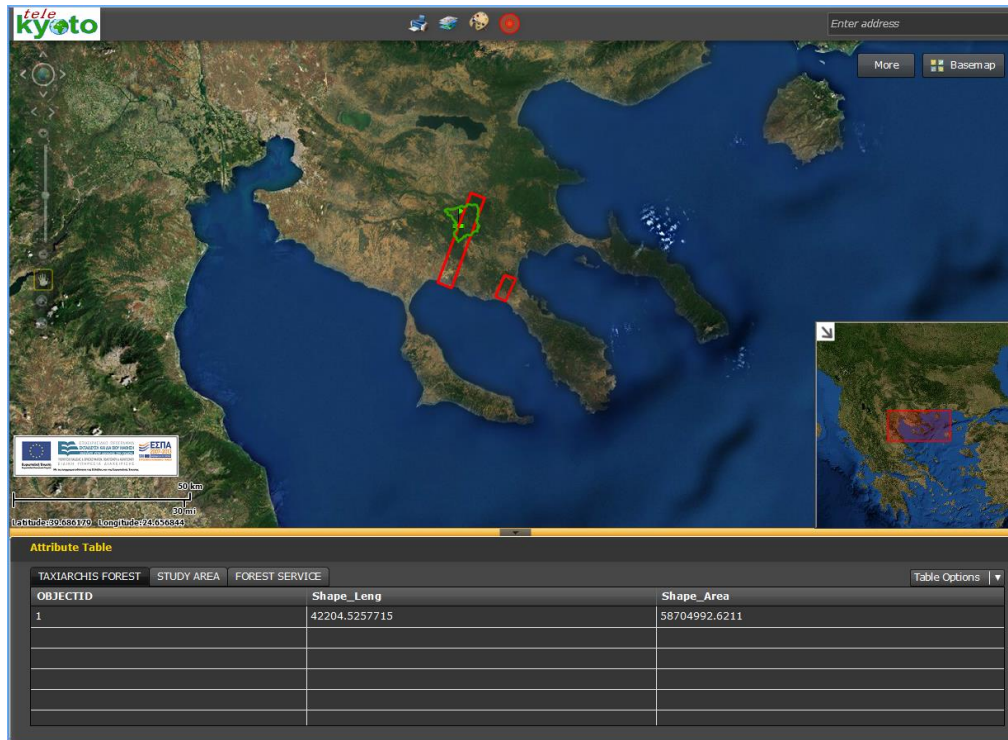 tele
kyoto
Enter address
More
Basemap
ΕΣΠΑ
50 km
30 mi
Latitude:39.686179 Longitude:24.656844
Attribute Table
TAXIARCHIS FOREST STUDY AREA FOREST SERVICE Table Options
OBJECTID Shape_Leng Shape_Area
1 42204.5257715 58704992.6211